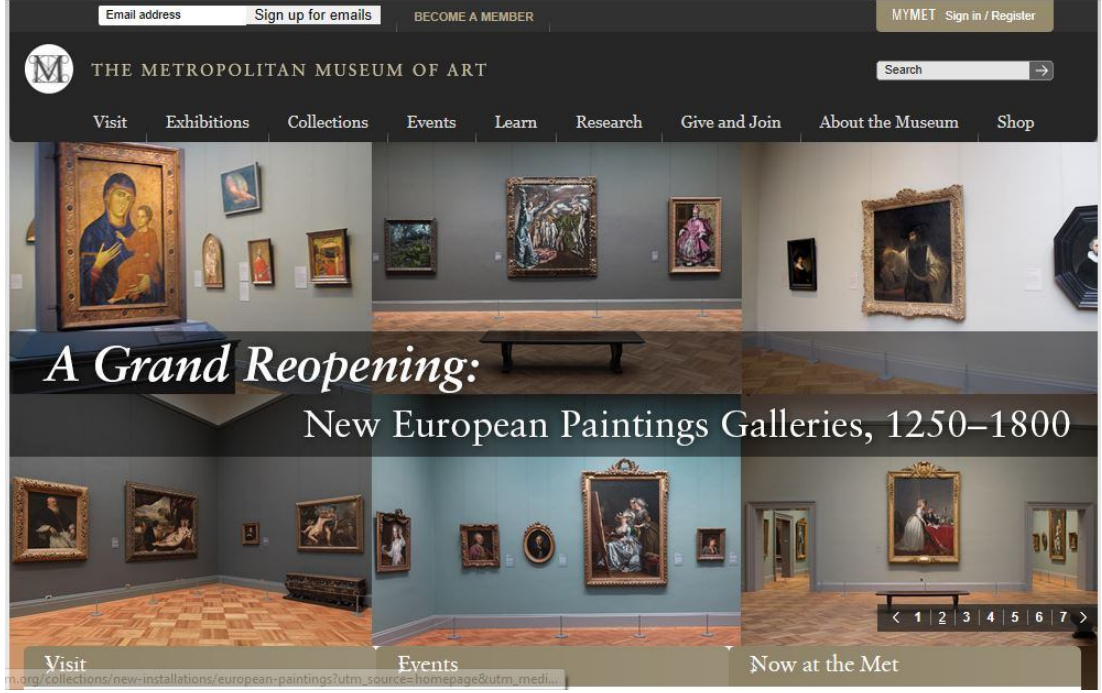 Email address Sign up for emails BECOME A MEMBER MYMET Sign in / Register
THE METROPOLITAN MUSEUM OF ART Search
Visit Exhibitions Collections Events Learn Research Give and Join About the Museum Shop
A Grand Reopening:
New European Paintings Galleries, 1250–1800
< 1 2 3 4 5 6 7 >
Visit Events Now at the Met
m.org/collections/new-installations/european-paintings?utm_source=homepage&utm_medi...